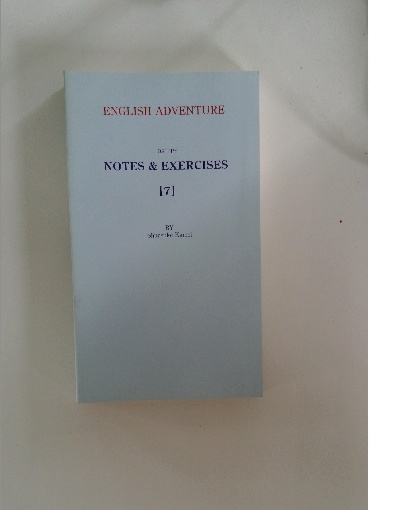 ENGLISH ADVENTURE
NOTES & EXERCISES
[7]
BY